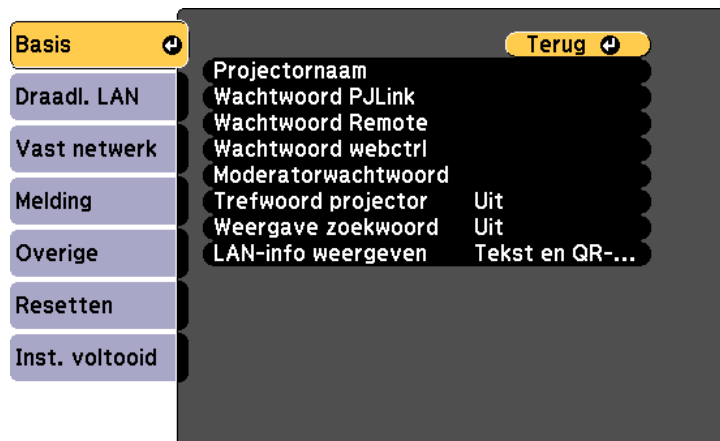 Basis
Terug
Projectornaam
Draadl. LAN
Wachtwoord PJLink
Wachtwoord Remote
Vast netwerk
Wachtwoord webctrl
Moderatorwachtwoord
Melding
Trefwoord projector Uit
Weergave zoekwoord Uit
Overige
LAN-info weergeven Tekst en QR-...
Resetten
Inst. voltooid